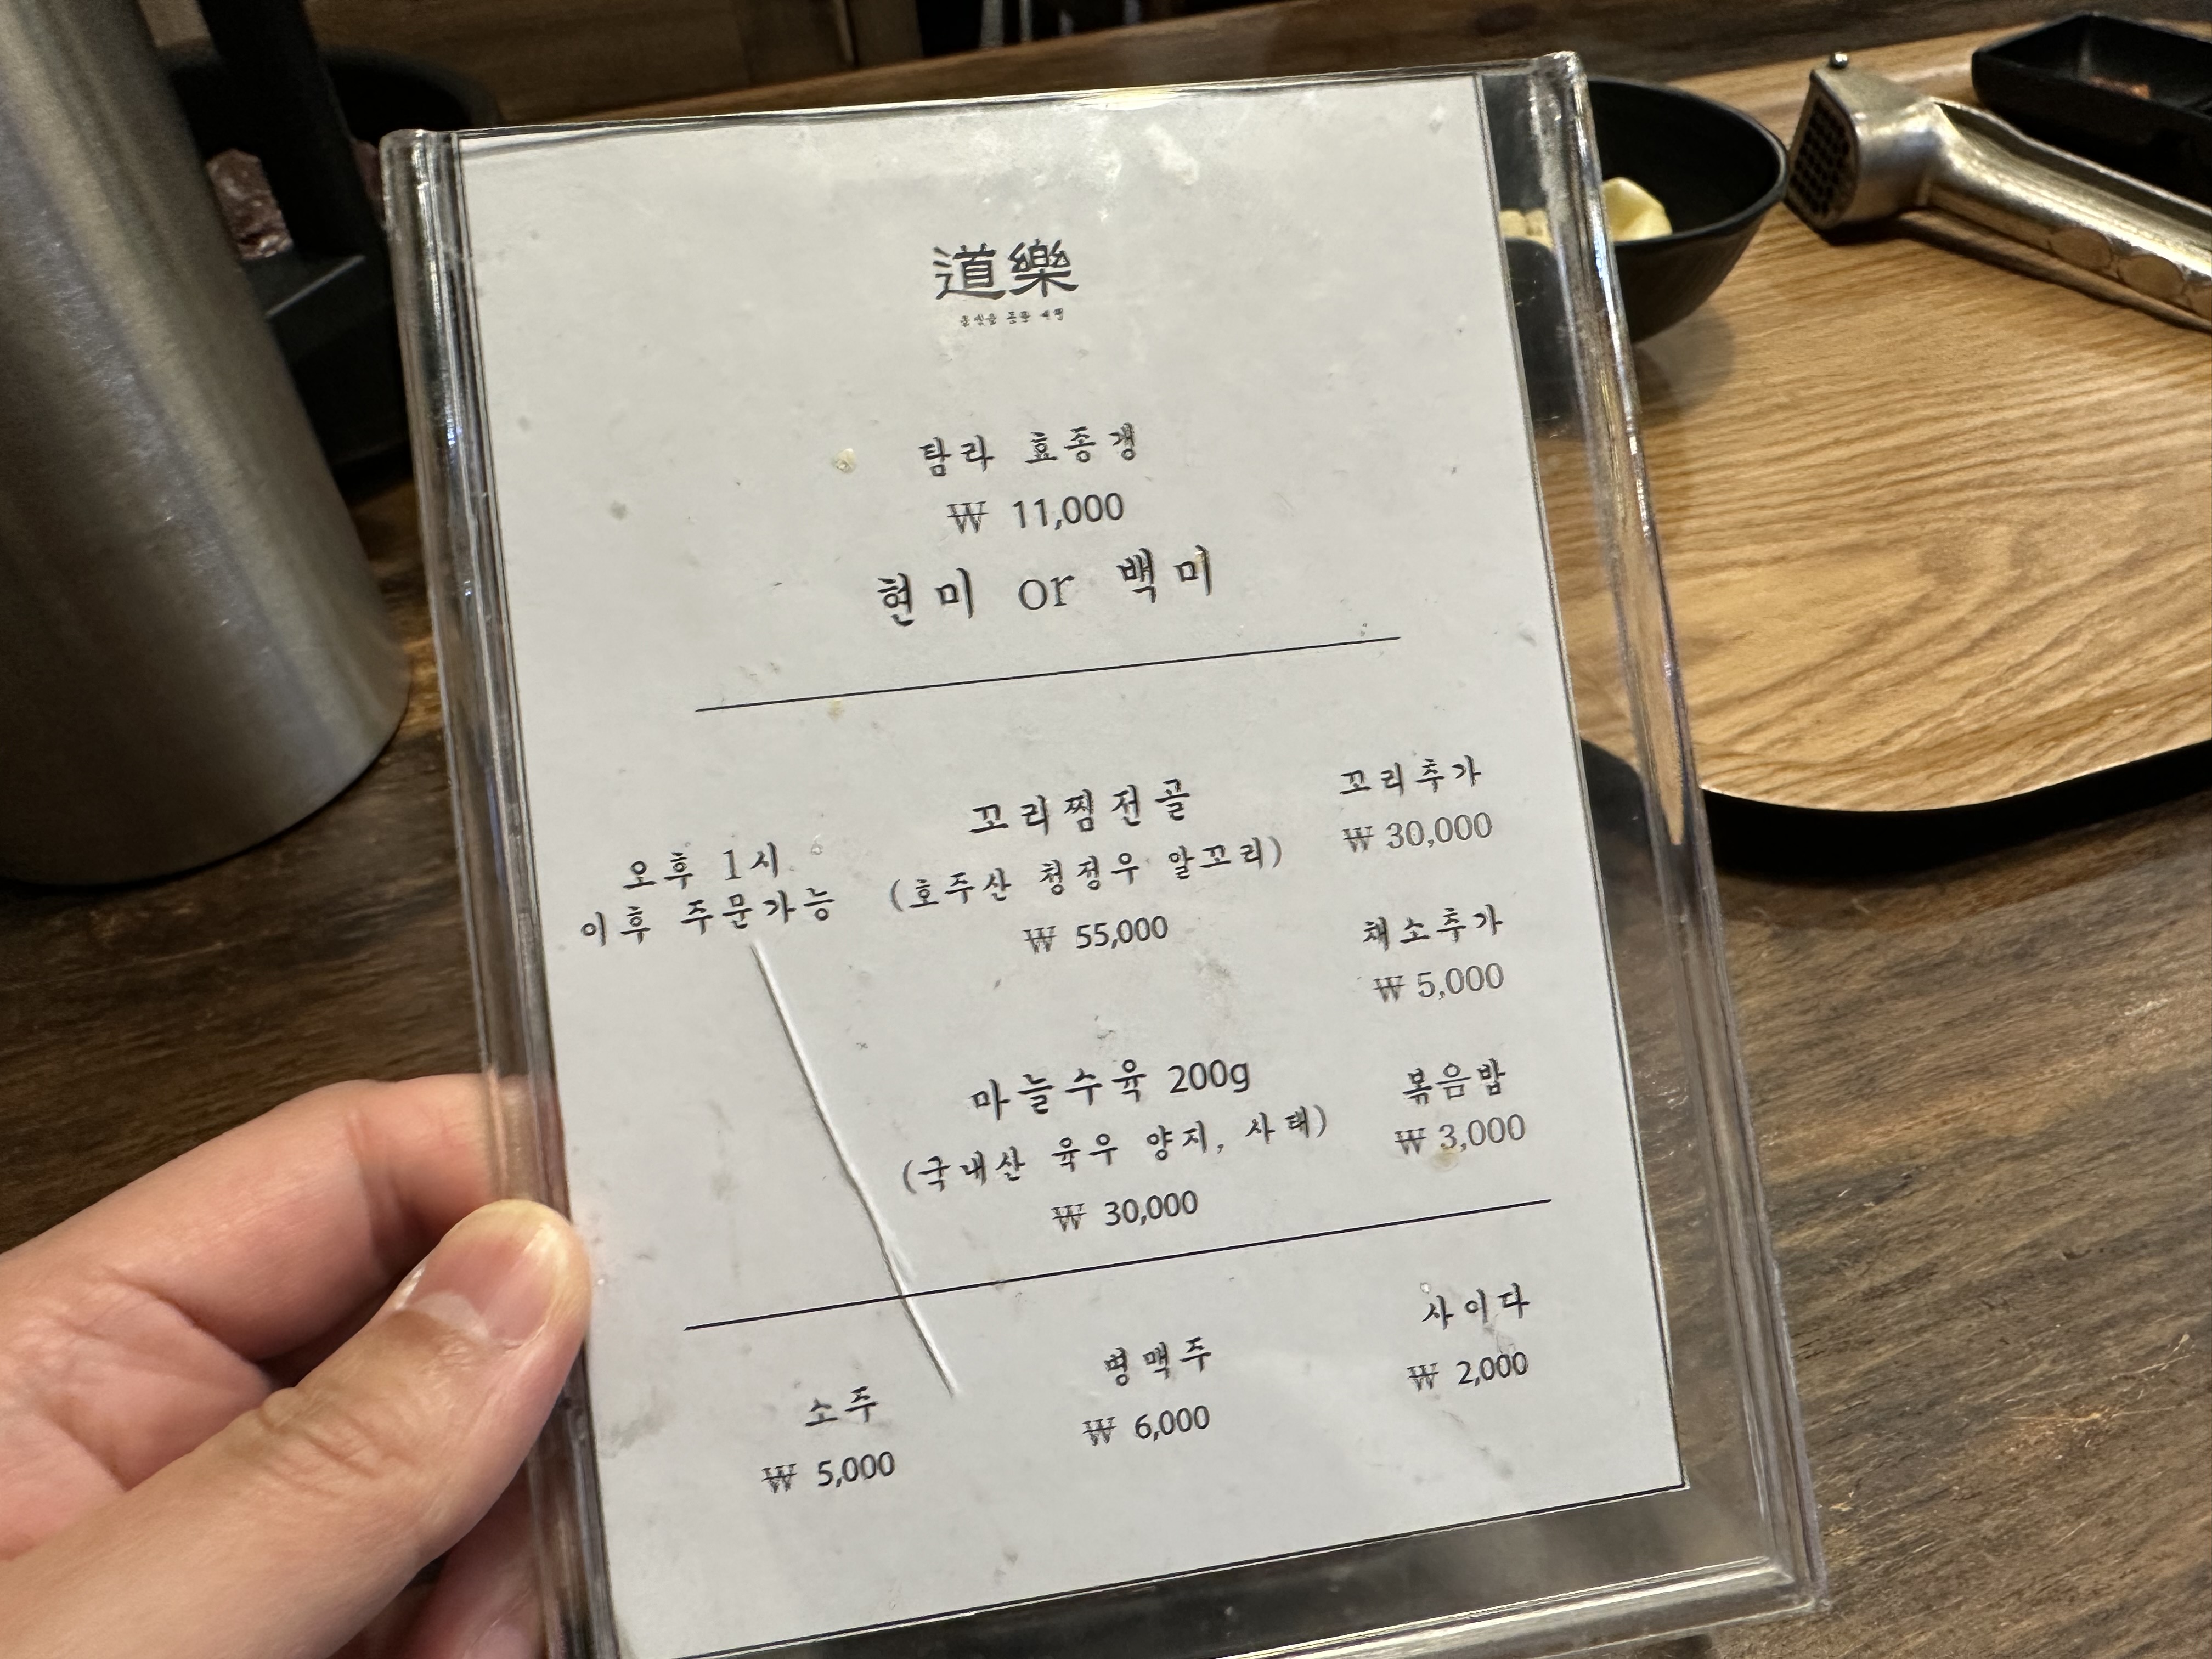 道樂
탐라 효종갱
₩ 11,000
현미 or 백미
오후 1시
이후 주문가능
꼬리찜전골
(호주산 청정우 알꼬리)
₩ 55,000
꼬리추가
₩ 30,000
채소추가
₩ 5,000
마늘수육 200g
(국내산 육우 양지, 사태)
₩ 30,000
볶음밥
₩ 3,000
소주
₩ 5,000
병맥주
₩ 6,000
사이다
₩ 2,000